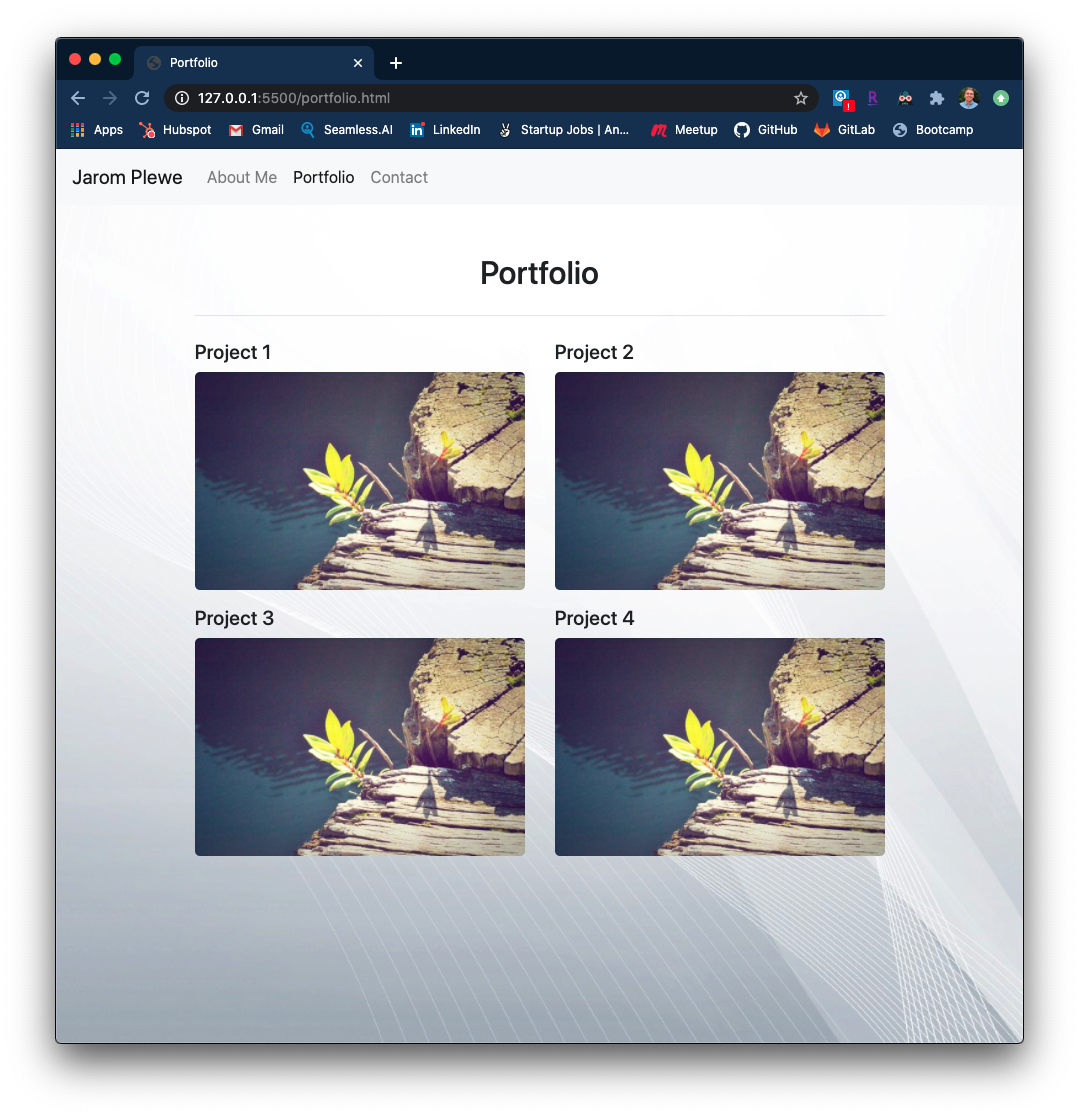 Portfolio
127.0.0.1:5500/portfolio.html
Apps Hubspot Gmail Seamless.AI LinkedIn Startup Jobs | An... Meetup GitHub GitLab Bootcamp
Jarom Plewe About Me Portfolio Contact
Portfolio
Project 1 Project 2
Project 3 Project 4